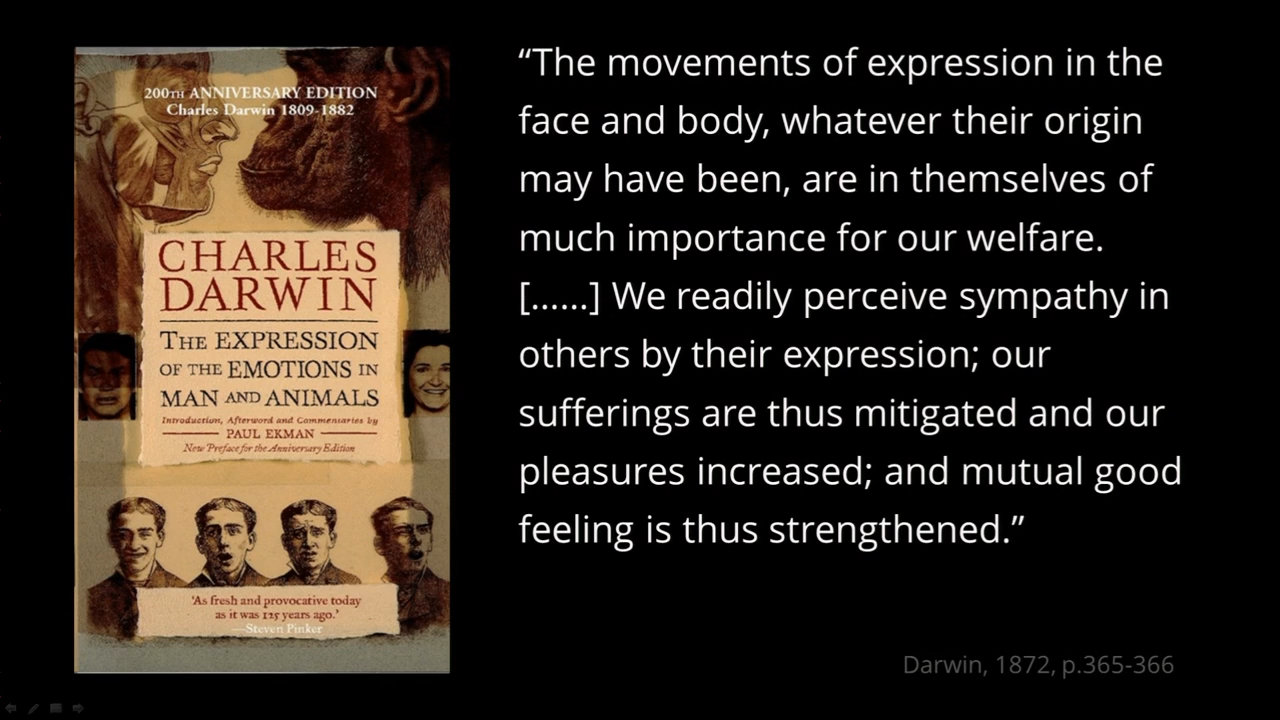 200TH ANNIVERSARY EDITION
Charles Darwin 1809-1882
CHARLES
DARWIN
THE EXPRESSION
OF THE EMOTIONS IN
MAN AND ANIMALS
Introduction, Afterword and Commentaries by
PAUL EKMAN
New Preface for the Anniversary Edition
'As fresh and provocative today
as it was 125 years ago.'
—Steven Pinker
“The movements of expression in the
face and body, whatever their origin
may have been, are in themselves of
much importance for our welfare.
[......] We readily perceive sympathy in
others by their expression; our
sufferings are thus mitigated and our
pleasures increased; and mutual good
feeling is thus strengthened.”
Darwin, 1872, p.365-366